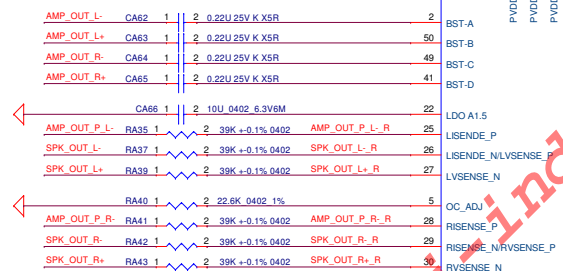 PVDD
PVDD
PVDD
AMP_OUT_L- CA62 1 2 0.22U 25V K X5R 2 BST-A
AMP_OUT_L+ CA63 1 2 0.22U 25V K X5R 50 BST-B
AMP_OUT_R- CA64 1 2 0.22U 25V K X5R 49 BST-C
AMP_OUT_R+ CA65 1 2 0.22U 25V K X5R 41 BST-D
CA66 1 2 10U_0402_6.3V6M 22 LDO A1.5
AMP_OUT_P_L- RA35 1 2 39K +-0.1% 0402 AMP_OUT_P_L-_R 25 LISENDE_P
SPK_OUT_L- RA37 1 2 39K +-0.1% 0402 SPK_OUT_L-_R 26 LISENDE_N/LVSENSE_P
SPK_OUT_L+ RA39 1 2 39K +-0.1% 0402 SPK_OUT_L+_R 27 LVSENSE_N
RA40 1 2 22.6K 0402 1% 5 OC_ADJ
AMP_OUT_P_R- RA41 1 2 39K +-0.1% 0402 AMP_OUT_P_R-_R 28 RISENSE_P
SPK_OUT_R- RA42 1 2 39K +-0.1% 0402 SPK_OUT_R-_R 29 RISENSE_N/RVSENSE_P
SPK_OUT_R+ RA43 1 2 39K +-0.1% 0402 SPK_OUT_R+_R 30 RVSENSE_N